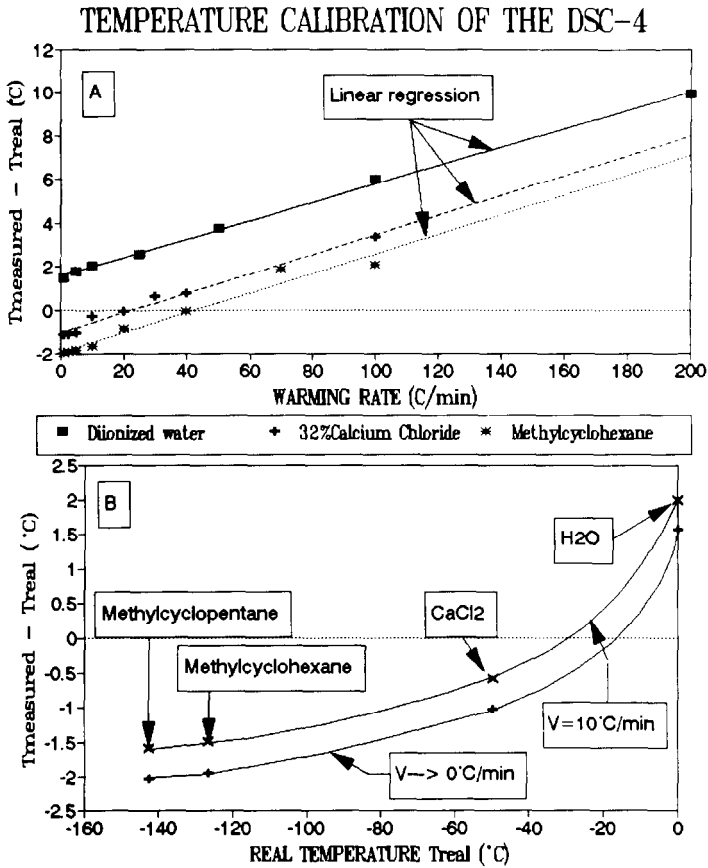 TEMPERATURE CALIBRATION OF THE DSC-4
12
10
8
6
4
2
0
-2
Tmeasured - Treal (°C)
A
Linear regression
0 20 40 60 80 100 120 140 160 180 200
WARMING RATE (C/min)
Diionized water 32%Calcium Chloride Methylcyclohexane
2.5
2
1.5
1
0.5
0
-0.5
-1
-1.5
-2
-2.5
Tmeasured - Treal (°C)
B
H2O
CaCl2
Methylcyclopentane
Methylcyclohexane
V=10°C/min
V--> 0°C/min
-160 -140 -120 -100 -80 -60 -40 -20 0
REAL TEMPERATURE Treal (°C)